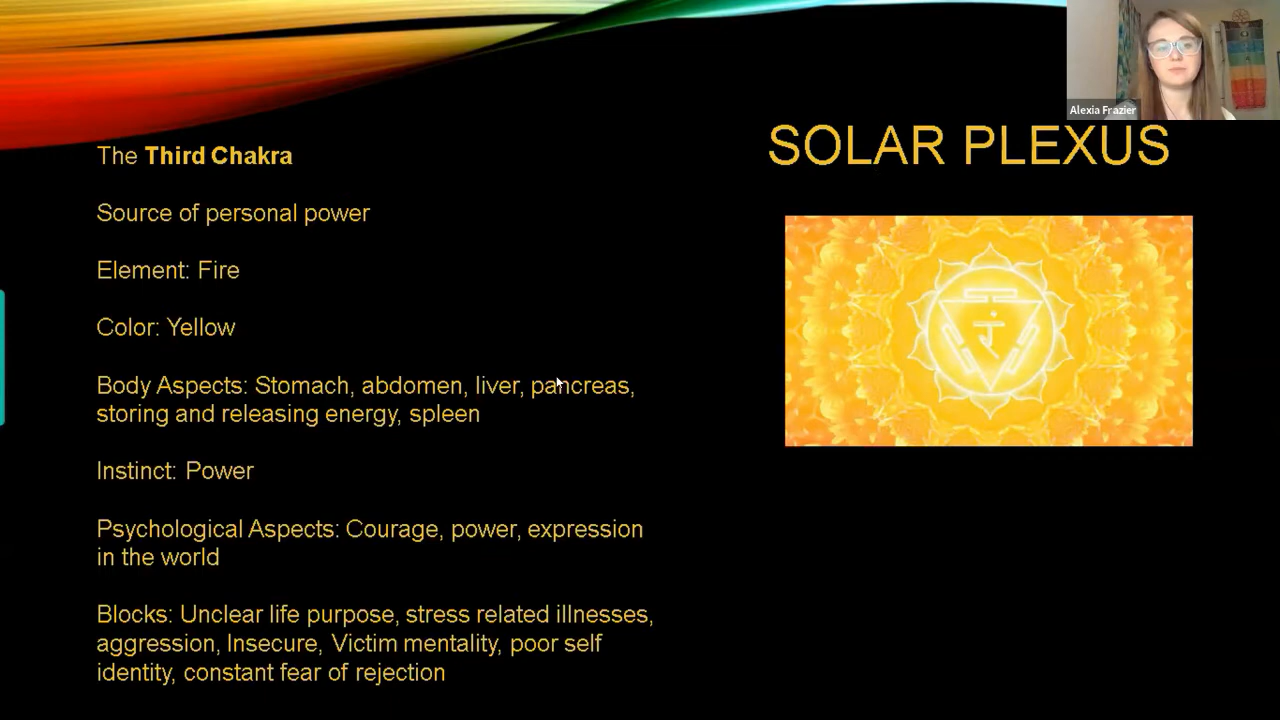 Alexia Frazier
SOLAR PLEXUS
The Third Chakra
Source of personal power
Element: Fire
Color: Yellow
Body Aspects: Stomach, abdomen, liver, pancreas,
storing and releasing energy, spleen
Instinct: Power
Psychological Aspects: Courage, power, expression
in the world
Blocks: Unclear life purpose, stress related illnesses,
aggression, Insecure, Victim mentality, poor self
identity, constant fear of rejection
रं